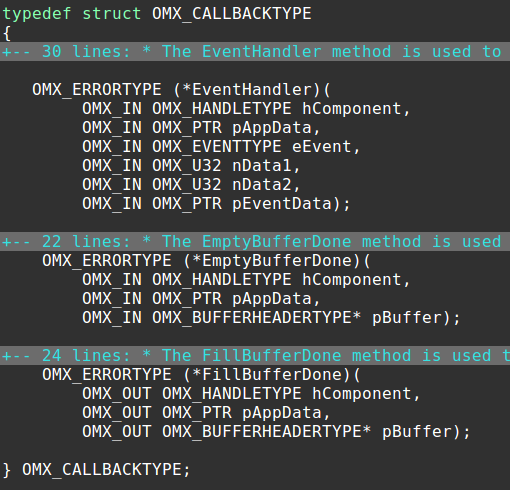 typedef struct OMX_CALLBACKTYPE
{
+-- 30 lines: * The EventHandler method is used to
OMX_ERRORTYPE (*EventHandler)(
OMX_IN OMX_HANDLETYPE hComponent,
OMX_IN OMX_PTR pAppData,
OMX_IN OMX_EVENTTYPE eEvent,
OMX_IN OMX_U32 nData1,
OMX_IN OMX_U32 nData2,
OMX_IN OMX_PTR pEventData);
+-- 22 lines: * The EmptyBufferDone method is used
OMX_ERRORTYPE (*EmptyBufferDone)(
OMX_IN OMX_HANDLETYPE hComponent,
OMX_IN OMX_PTR pAppData,
OMX_IN OMX_BUFFERHEADERTYPE* pBuffer);
+-- 24 lines: * The FillBufferDone method is used t
OMX_ERRORTYPE (*FillBufferDone)(
OMX_OUT OMX_HANDLETYPE hComponent,
OMX_OUT OMX_PTR pAppData,
OMX_OUT OMX_BUFFERHEADERTYPE* pBuffer);
} OMX_CALLBACKTYPE;